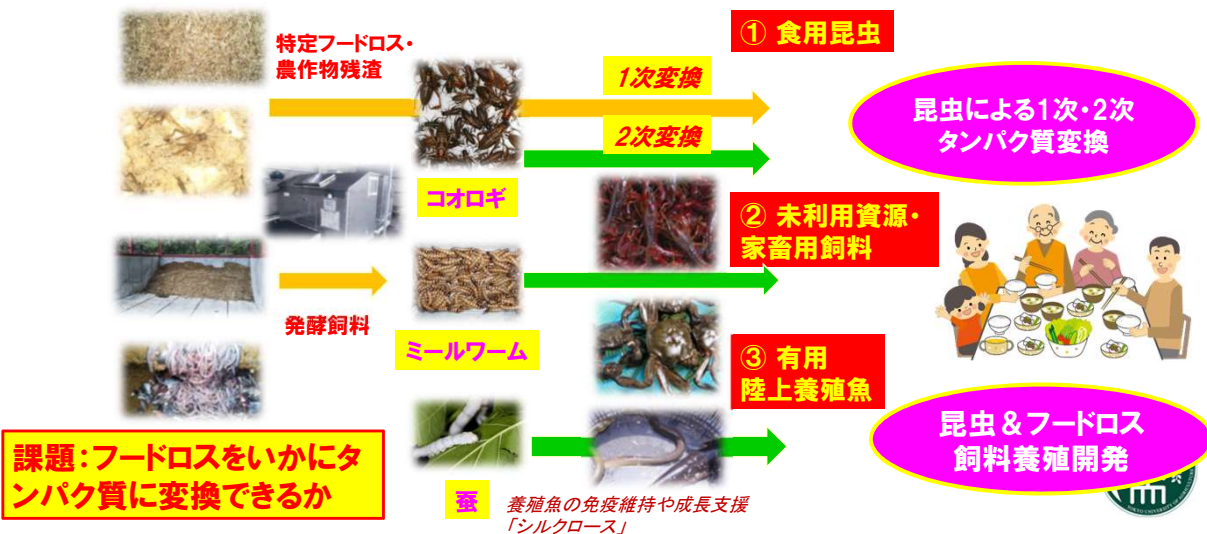 ① 食用昆虫
特定フードロス・
農作物残渣
1次変換
2次変換
昆虫による1次・2次
タンパク質変換
コオロギ
② 未利用資源・
家畜用飼料
発酵飼料
ミールワーム
③ 有用
陸上養殖魚
昆虫&フードロス
飼料養殖開発
課題:フードロスをいかにタ
ンパク質に変換できるか
蚕
養殖魚の免疫維持や成長支援
「シルクロース」